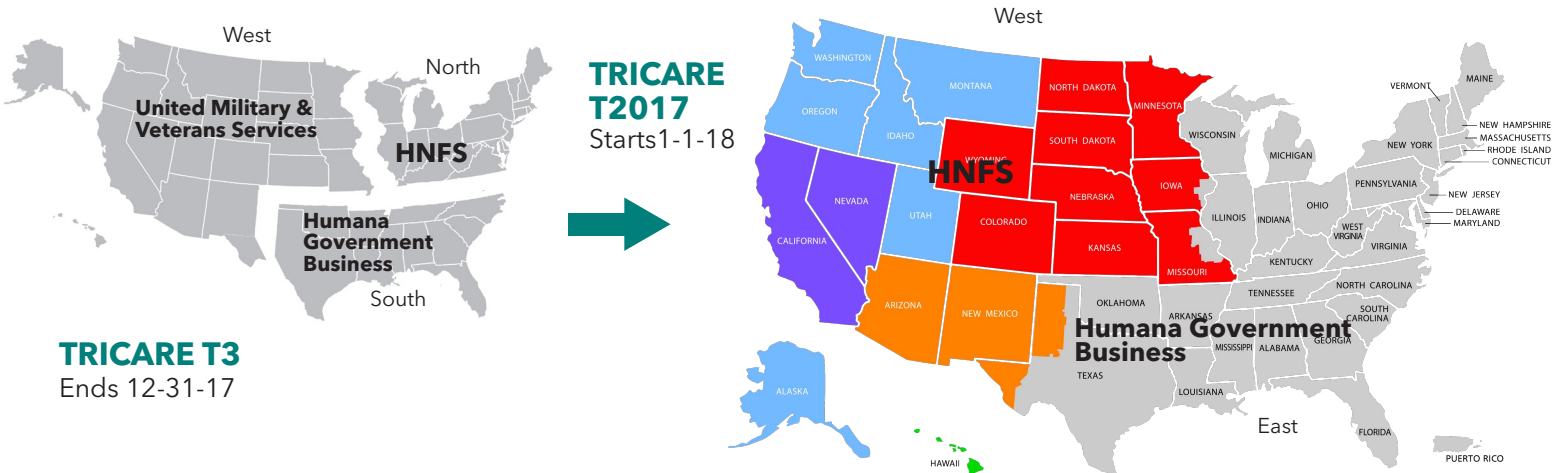 West
North
United Military &
Veterans Services
HNFS
Humana
Government
Business
South
TRICARE T3
Ends 12-31-17
TRICARE
T2017
Starts1-1-18
West
WASHINGTON
OREGON
IDAHO
MONTANA
WYOMING
NORTH DAKOTA
SOUTH DAKOTA
MINNESOTA
HNFS
NEBRASKA
IOWA
NEVADA
UTAH
COLORADO
CALIFORNIA
KANSAS
MISSOURI
ARIZONA
NEW MEXICO
OKLAHOMA
ARKANSAS
TEXAS
LOUISIANA
Humana Government
Business
MISSISSIPPI
ALABAMA
GEORGIA
TENNESSEE
NORTH CAROLINA
SOUTH
CAROLINA
FLORIDA
KENTUCKY
WEST
VIRGINIA
VIRGINIA
WISCONSIN
MICHIGAN
ILLINOIS
INDIANA
OHIO
PENNSYLVANIA
NEW YORK
VERMONT
MAINE
NEW HAMPSHIRE
MASSACHUSETTS
RHODE ISLAND
CONNECTICUT
NEW JERSEY
DELAWARE
MARYLAND
East
ALASKA
HAWAII
PUERTO RICO